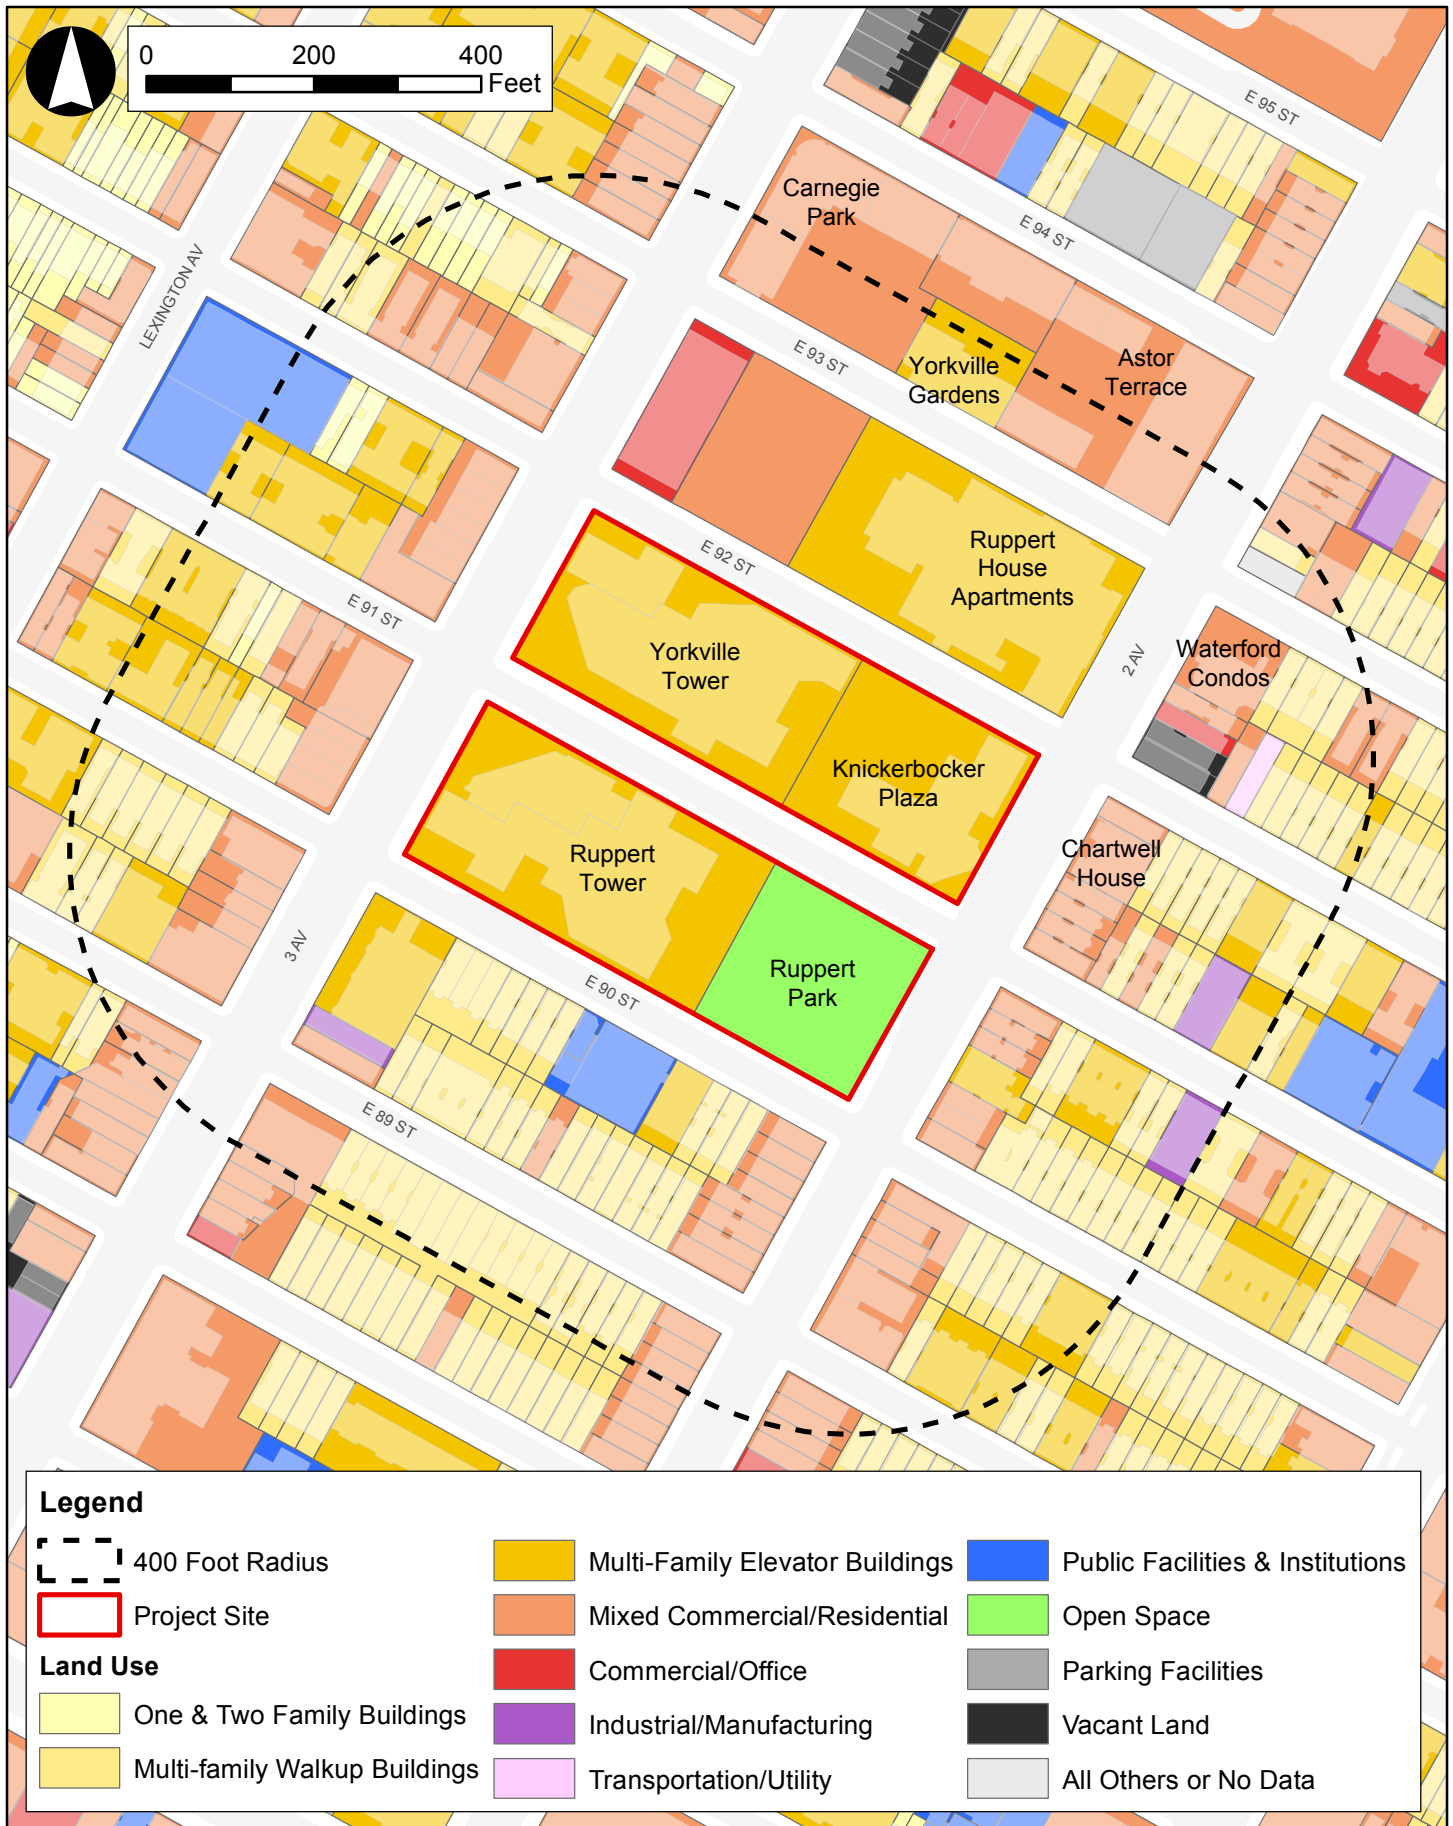 0 200 400
Feet
E 95 ST
Carnegie
Park
E 94 ST
LEXINGTON AV
E 93 ST
Yorkville
Gardens
Astor
Terrace
E 92 ST
Ruppert
House
Apartments
E 91 ST
Yorkville
Tower
2 AV
Waterford
Condos
Knickerbocker
Plaza
Ruppert
Tower
Chartwell
House
3 AV
Ruppert
Park
E 90 ST
E 89 ST
Legend
400 Foot Radius
Project Site
Land Use
One & Two Family Buildings
Multi-family Walkup Buildings
Multi-Family Elevator Buildings
Mixed Commercial/Residential
Commercial/Office
Industrial/Manufacturing
Transportation/Utility
Public Facilities & Institutions
Open Space
Parking Facilities
Vacant Land
All Others or No Data